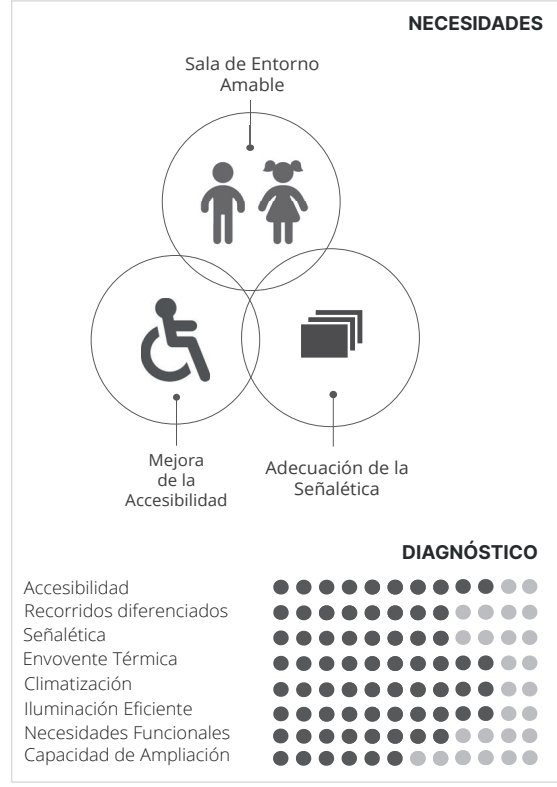 NECESIDADES
Sala de Entorno
Amable
Mejora
de la
Accesibilidad
Adecuación de la
Señalética
DIAGNÓSTICO
Accesibilidad
Recorridos diferenciados
Señalética
Envovente Térmica
Climatización
Iluminación Eficiente
Necesidades Funcionales
Capacidad de Ampliación